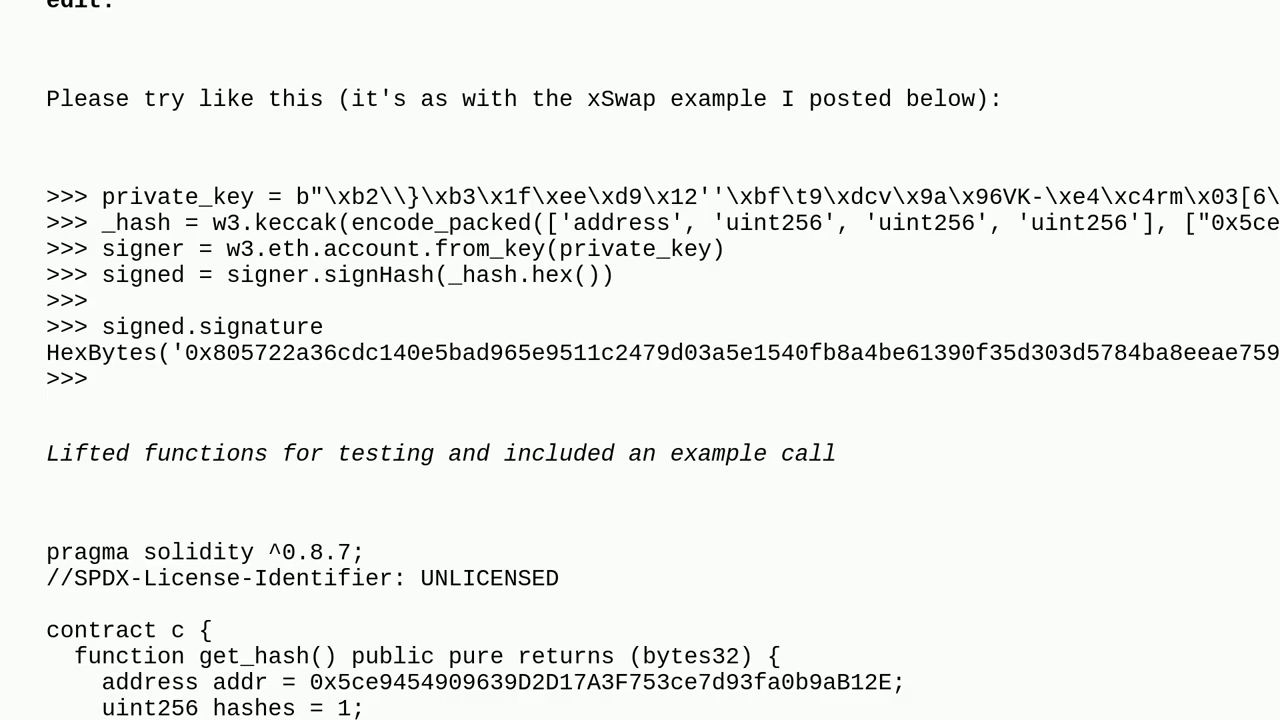 edit:
Please try like this (it's as with the xSwap example I posted below):
>>> private_key = b"\xb2\\}\xb3\x1f\xee\xd9\x12''\xbf\t9\xdcv\x9a\x96VK-\xe4\xc4rm\x03[6\
>>> _hash = w3.keccak(encode_packed(['address', 'uint256', 'uint256', 'uint256'], ["0x5ce
>>> signer = w3.eth.account.from_key(private_key)
>>> signed = signer.signHash(_hash.hex())
>>>
>>> signed.signature
HexBytes('0x805722a36cdc140e5bad965e9511c2479d03a5e1540fb8a4be61390f35d303d5784ba8eeae759
>>>
Lifted functions for testing and included an example call
pragma solidity ^0.8.7;
//SPDX-License-Identifier: UNLICENSED
contract c {
function get_hash() public pure returns (bytes32) {
address addr = 0x5ce9454909639D2D17A3F753ce7d93fa0b9aB12E;
uint256 hashes = 1;